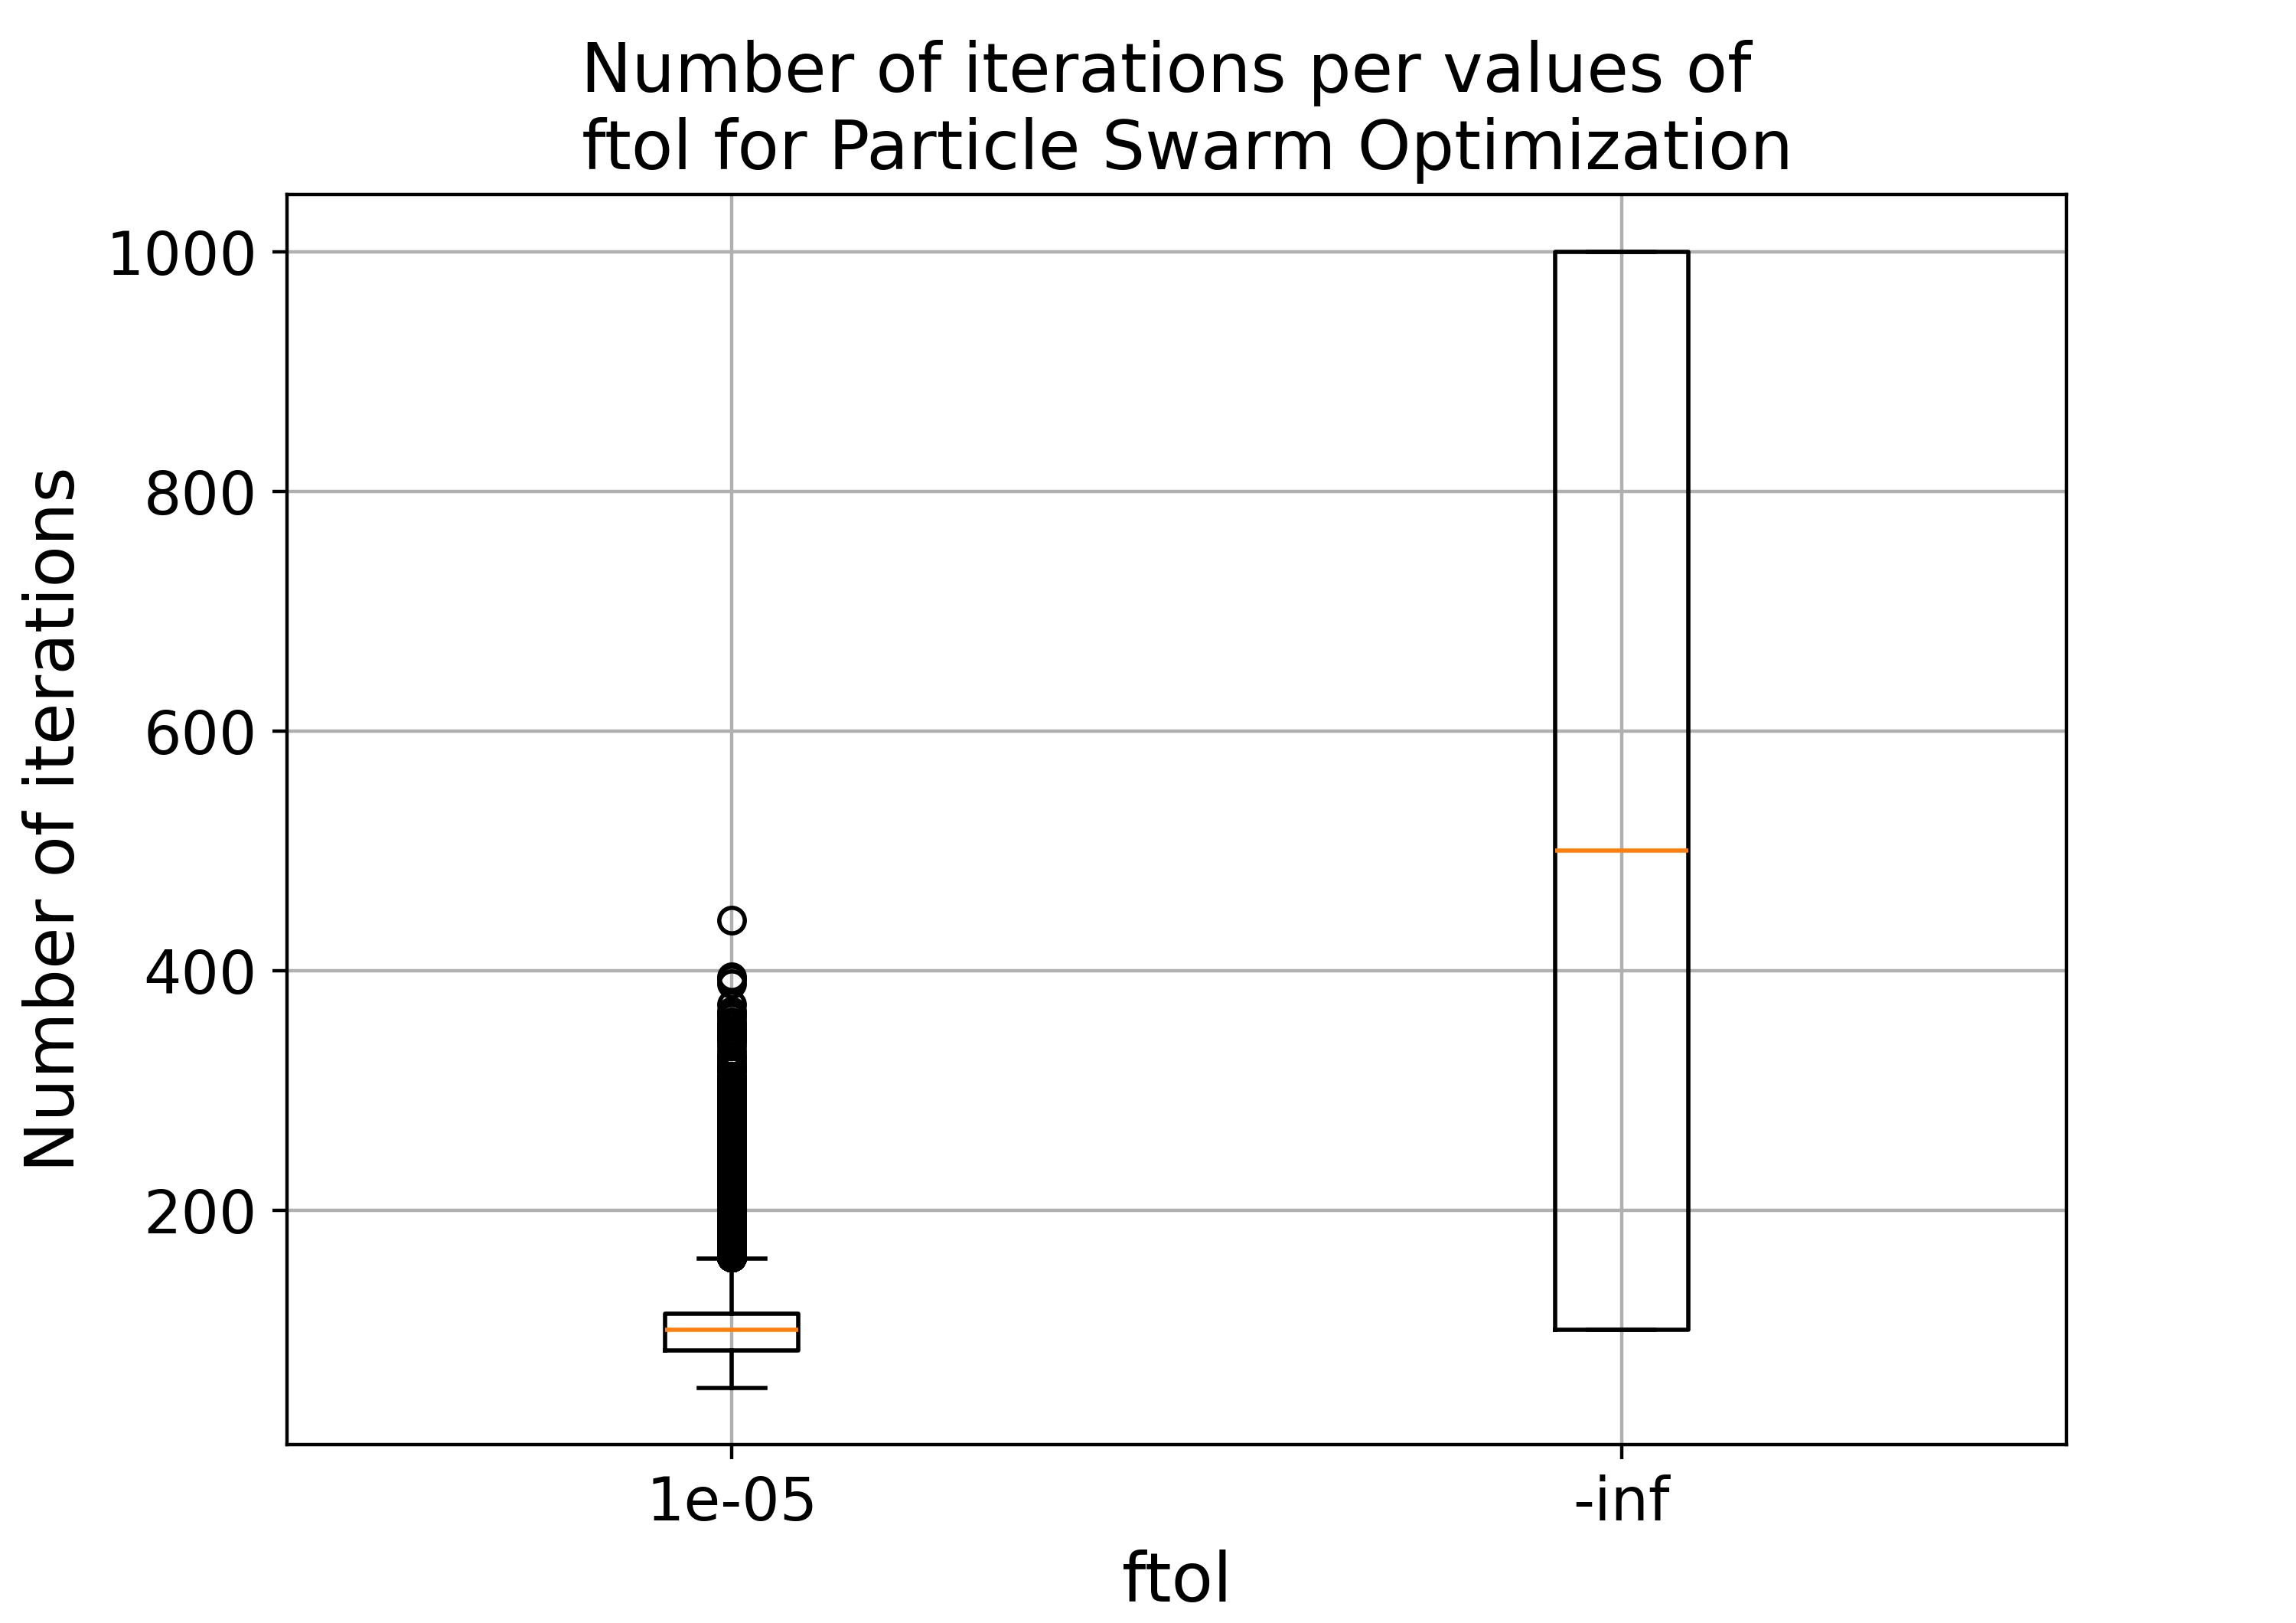 Number of iterations per values of
ftol for Particle Swarm Optimization
Number of iterations
1000
800
600
400
200
1e-05
-inf
ftol